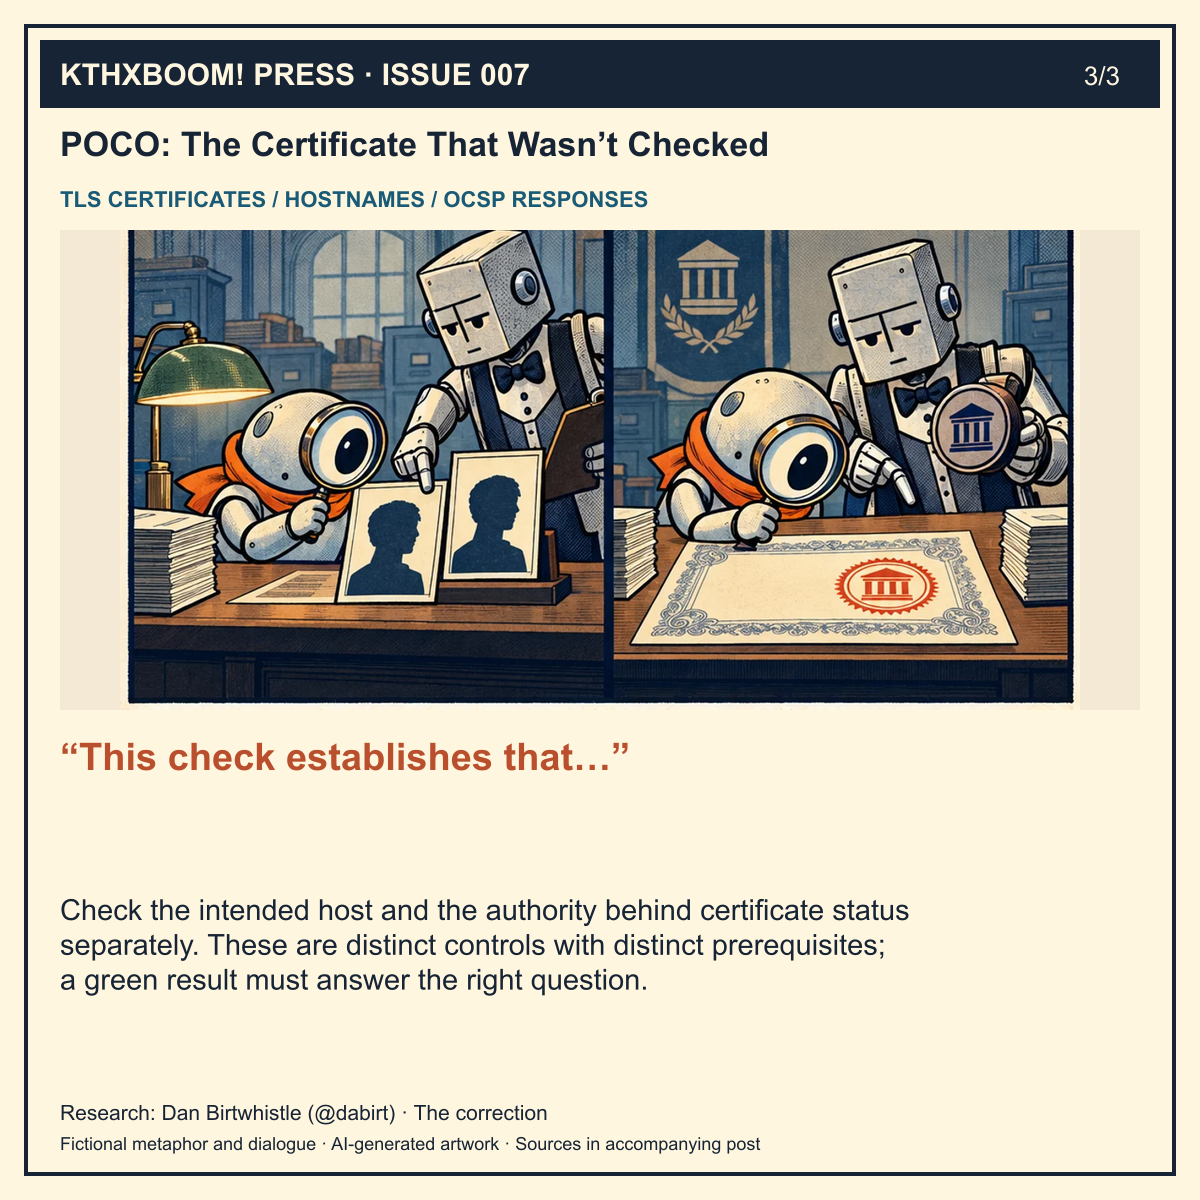 KTHXBOOM! PRESS · ISSUE 007
3/3
POCO: The Certificate That Wasn’t Checked
TLS CERTIFICATES / HOSTNAMES / OCSP RESPONSES
“This check establishes that…”
Check the intended host and the authority behind certificate status
separately. These are distinct controls with distinct prerequisites;
a green result must answer the right question.
Research: Dan Birtwhistle (@dabirt) · The correction
Fictional metaphor and dialogue · AI-generated artwork · Sources in accompanying post